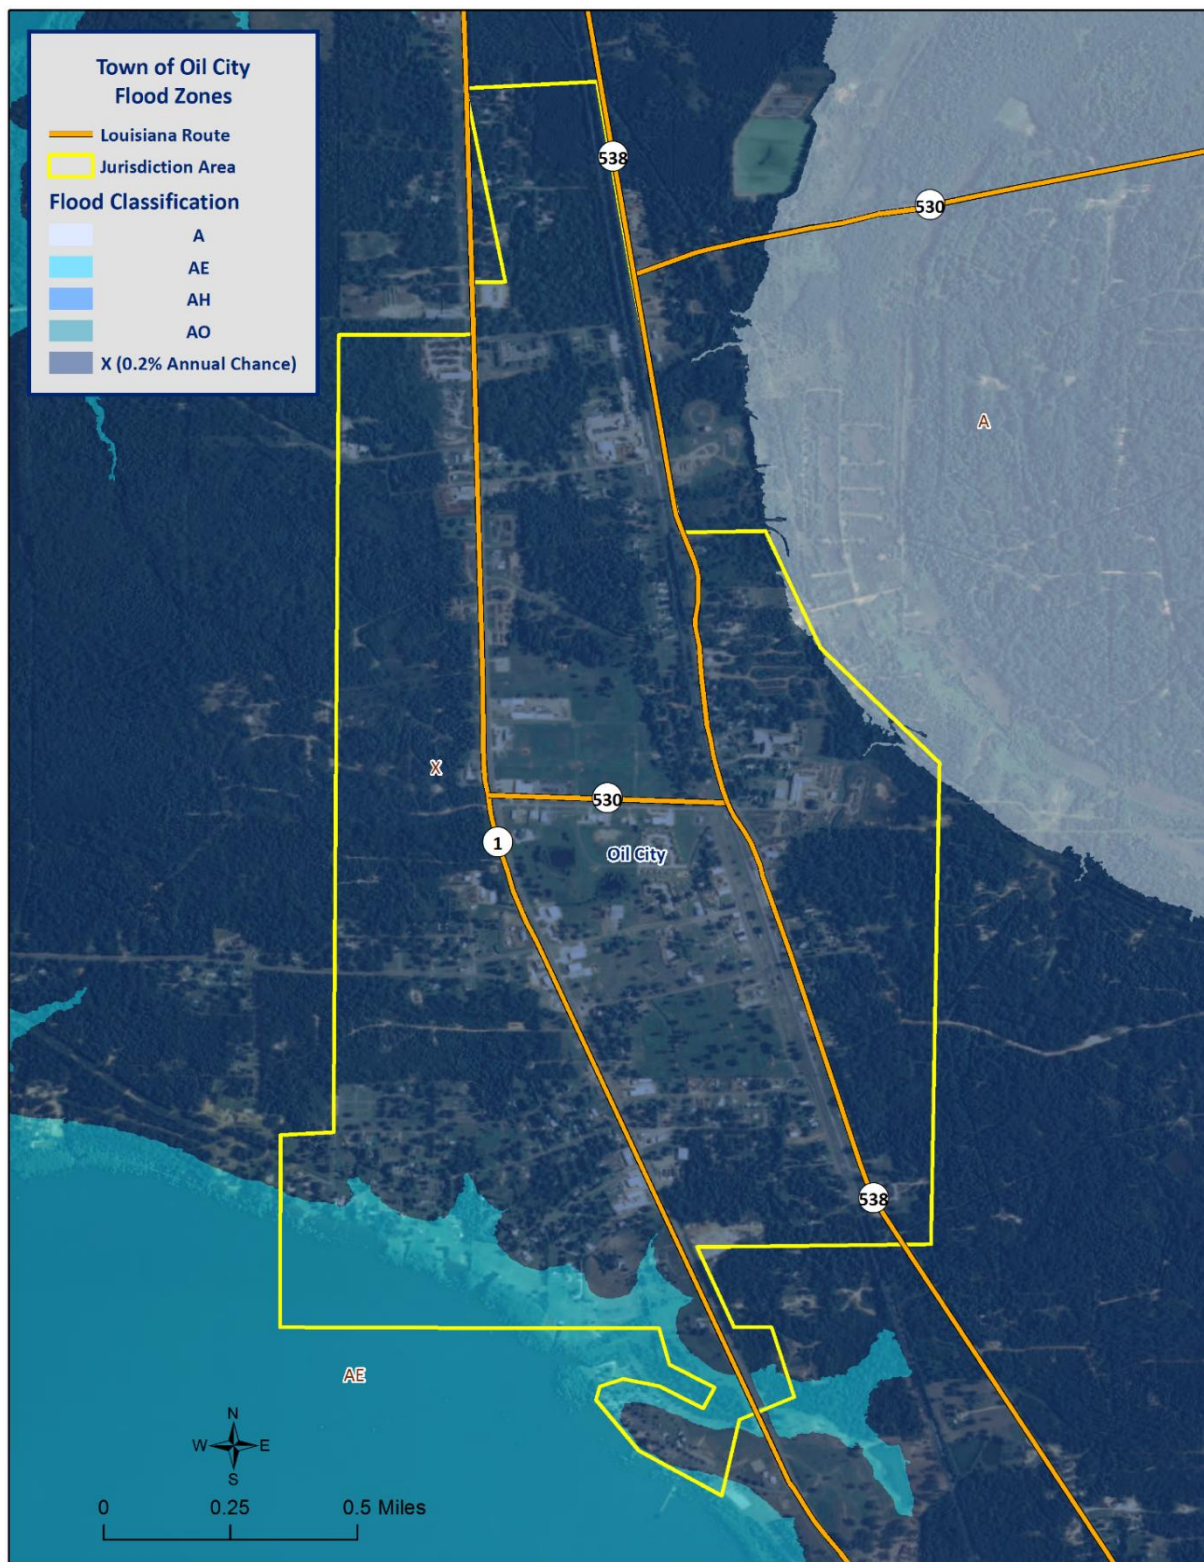 Town of Oil City
Flood Zones
Louisiana Route
Jurisdiction Area
Flood Classification
A
AE
AH
AO
X (0.2% Annual Chance)
538
530
A
X
530
1
Oil City
538
AE
N
W E
S
0 0.25 0.5 Miles